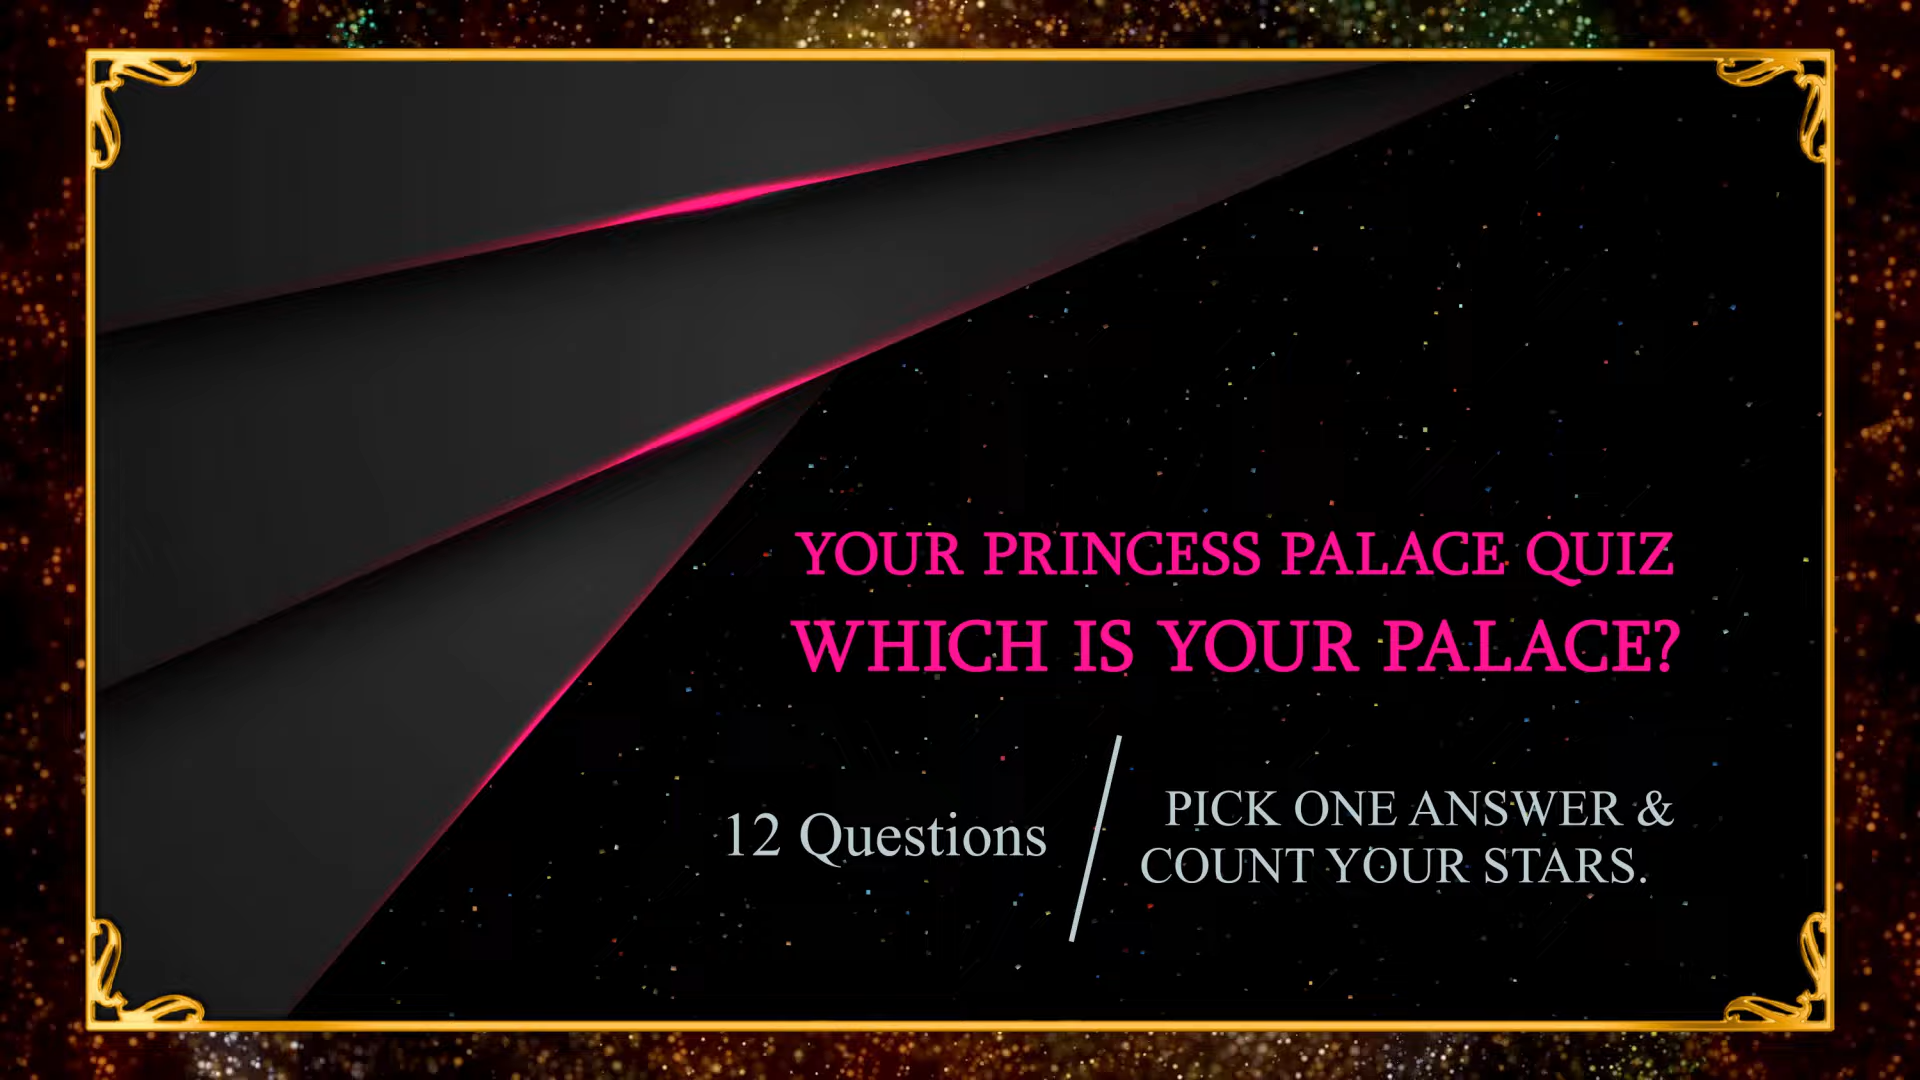 YOUR PRINCESS PALACE QUIZ
WHICH IS YOUR PALACE?
12 Questions
PICK ONE ANSWER &
COUNT YOUR STARS.